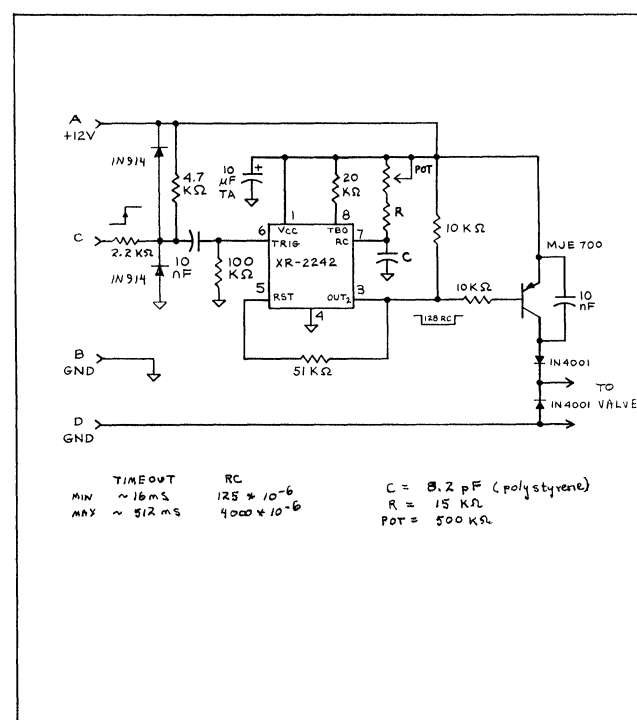 A
+12V
1N914
4.7
KΩ
10
µF
TA
+
20
KΩ
POT
R
1
8
VCC
TBO
6
TRIG
RC
7
C
2.2KΩ
10
nF
100
KΩ
XR-2242
C
10 KΩ
MJE 700
1N914
5
RST
OUT2
3
10KΩ
10
nF
4
128 RC
B
GND
51 KΩ
1N4001
TO
VALVE
1N4001
D
GND
TIMEOUT RC
MIN ~16mS 125 * 10-6
MAX ~ 512 mS 4000 * 10-6
C = 8.2 pF (polystyrene)
R = 15 KΩ
POT = 500 KΩ